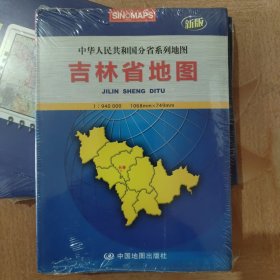 SINOMAPS
新版
中华人民共和国分省系列地图
吉林省地图
JILIN SHENG DITU
1:940 000 1068mm×749mm
中国地图出版社